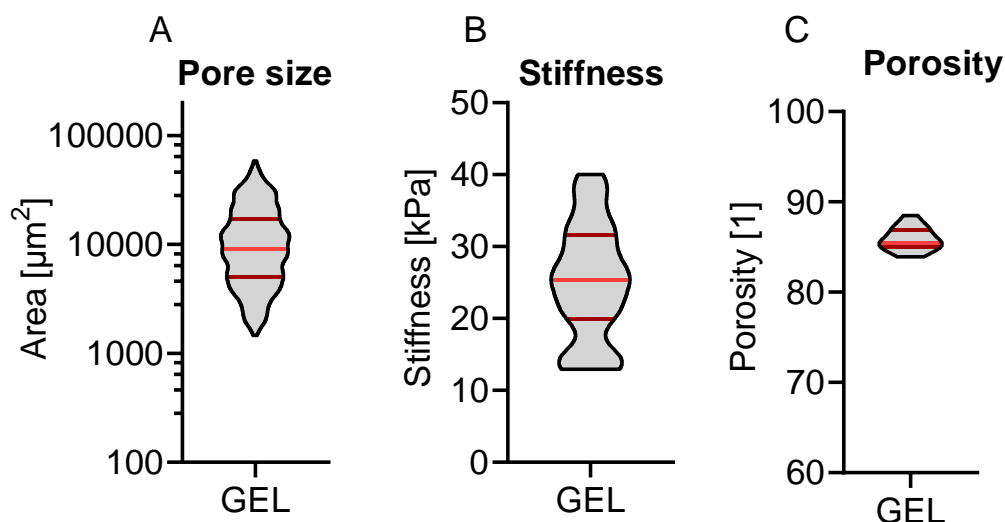 A
Pore size
Area [µm²]
100000
10000
1000
100
GEL
B
Stiffness
Stiffness [kPa]
50
40
30
20
10
0
GEL
C
Porosity
Porosity [1]
100
90
80
70
60
GEL